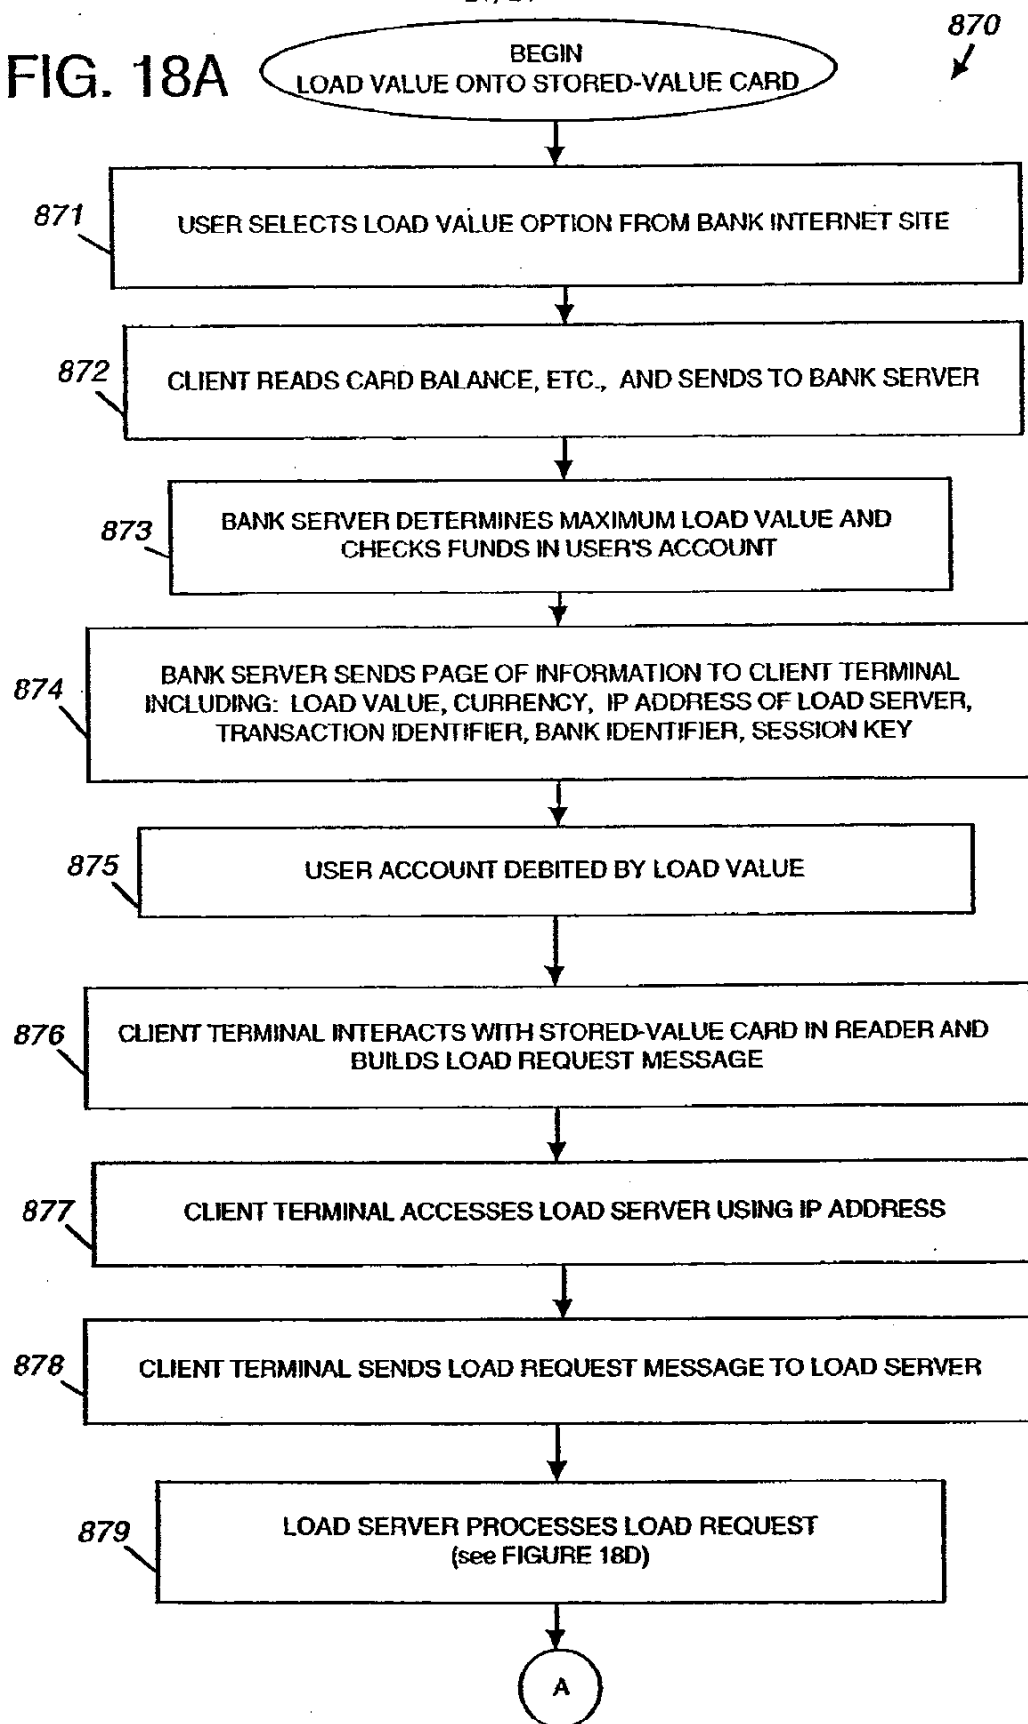 FIG. 18A
870
BEGIN
LOAD VALUE ONTO STORED-VALUE CARD
871
USER SELECTS LOAD VALUE OPTION FROM BANK INTERNET SITE
872
CLIENT READS CARD BALANCE, ETC., AND SENDS TO BANK SERVER
873
BANK SERVER DETERMINES MAXIMUM LOAD VALUE AND
CHECKS FUNDS IN USER'S ACCOUNT
874
BANK SERVER SENDS PAGE OF INFORMATION TO CLIENT TERMINAL
INCLUDING: LOAD VALUE, CURRENCY, IP ADDRESS OF LOAD SERVER,
TRANSACTION IDENTIFIER, BANK IDENTIFIER, SESSION KEY
875
USER ACCOUNT DEBITED BY LOAD VALUE
876
CLIENT TERMINAL INTERACTS WITH STORED-VALUE CARD IN READER AND
BUILDS LOAD REQUEST MESSAGE
877
CLIENT TERMINAL ACCESSES LOAD SERVER USING IP ADDRESS
878
CLIENT TERMINAL SENDS LOAD REQUEST MESSAGE TO LOAD SERVER
879
LOAD SERVER PROCESSES LOAD REQUEST
(see FIGURE 18D)
A